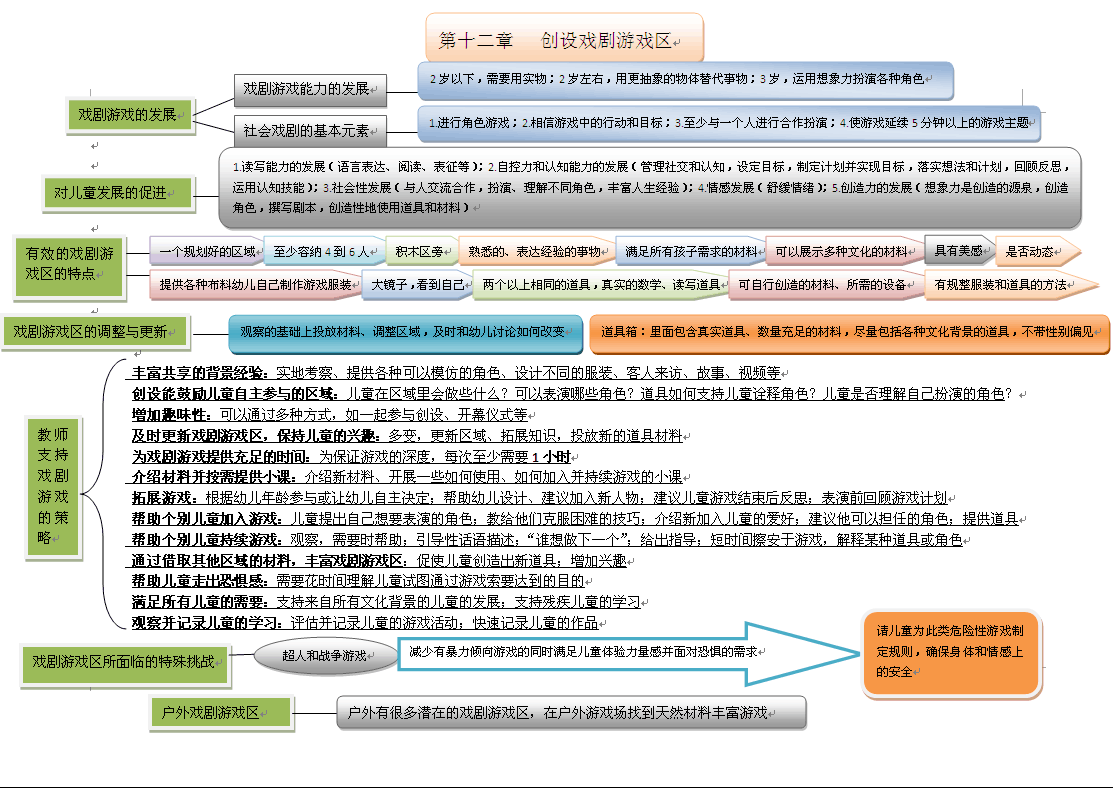 第十二章 创设戏剧游戏区
戏剧游戏的发展
戏剧游戏能力的发展
2岁以下，需要用实物；2岁左右，用更抽象的物体替代事物；3岁，运用想象力扮演各种角色
社会戏剧的基本元素
1.进行角色游戏；2.相信游戏中的行动和目标；3.至少与一个人进行合作扮演；4.使游戏延续5分钟以上的游戏主题
对儿童发展的促进
1.读写能力的发展（语言表达、阅读、表征等）；2.自控力和认知能力的发展（管理社交和认知，设定目标，制定计划并实现目标，落实想法和计划，回顾反思，
运用认知技能）；3.社会性发展（与人交流合作，扮演、理解不同角色，丰富人生经验）；4.情感发展（舒缓情绪）；5.创造力的发展（想象力是创造的源泉，创造
角色，撰写剧本，创造性地使用道具和材料）
有效的戏剧游
戏区的特点
一个规划好的区域
至少容纳4到6人
积木区旁
熟悉的、表达经验的事物
满足所有孩子需求的材料
可以展示多种文化的材料
具有美感
是否动态
提供各种布料幼儿自己制作游戏服装
大镜子，看到自己
两个以上相同的道具，真实的数学、读写道具
可自行创造的材料、所需的设备
有规整服装和道具的方法
戏剧游戏区的调整与更新
观察的基础上投放材料、调整区域，及时和幼儿讨论如何改变
道具箱：里面包含真实道具、数量充足的材料，尽量包括各种文化背景的道具，不带性别偏见
教师
支持
戏剧
游戏
的策
略
丰富共享的背景经验：实地考察、提供各种可以模仿的角色、设计不同的服装、客人来访、故事、视频等
创设能鼓励儿童自主参与的区域：儿童在区域里会做些什么？可以表演哪些角色？道具如何支持儿童诠释角色？儿童是否理解自己扮演的角色？
增加趣味性：可以通过多种方式，如一起参与创设、开幕仪式等
及时更新戏剧游戏区，保持儿童的兴趣：多变，更新区域、拓展知识，投放新的道具材料
为戏剧游戏提供充足的时间：为保证游戏的深度，每次至少需要1小时
介绍材料并按需提供小课：介绍新材料、开展一些如何使用、如何加入并持续游戏的小课
拓展游戏：根据幼儿年龄参与或让幼儿自主决定；帮助幼儿设计、建议加入新人物；建议儿童游戏结束后反思；表演前回顾游戏计划
帮助个别儿童加入游戏：儿童提出自己想要表演的角色；教给他们克服困难的技巧；介绍新加入儿童的爱好；建议他可以担任的角色；提供道具
帮助个别儿童持续游戏：观察，需要时帮助；引导性话语描述；“谁想做下一个”；给出指导；短时间擦安于游戏，解释某种道具或角色
通过借取其他区域的材料，丰富戏剧游戏区：促使儿童创造出新道具；增加兴趣
帮助儿童走出恐惧感：需要花时间理解儿童试图通过游戏索要达到的目的
满足所有儿童的需要：支持来自所有文化背景的儿童的发展；支持残疾儿童的学习
观察并记录儿童的学习：评估并记录儿童的游戏活动；快速记录儿童的作品
戏剧游戏区所面临的特殊挑战
超人和战争游戏
减少有暴力倾向游戏的同时满足儿童体验力量感并面对恐惧的需求
请儿童为此类危险性游戏制
定规则，确保身体和情感上
的安全
户外戏剧游戏区
户外有很多潜在的戏剧游戏区，在户外游戏场找到天然材料丰富游戏